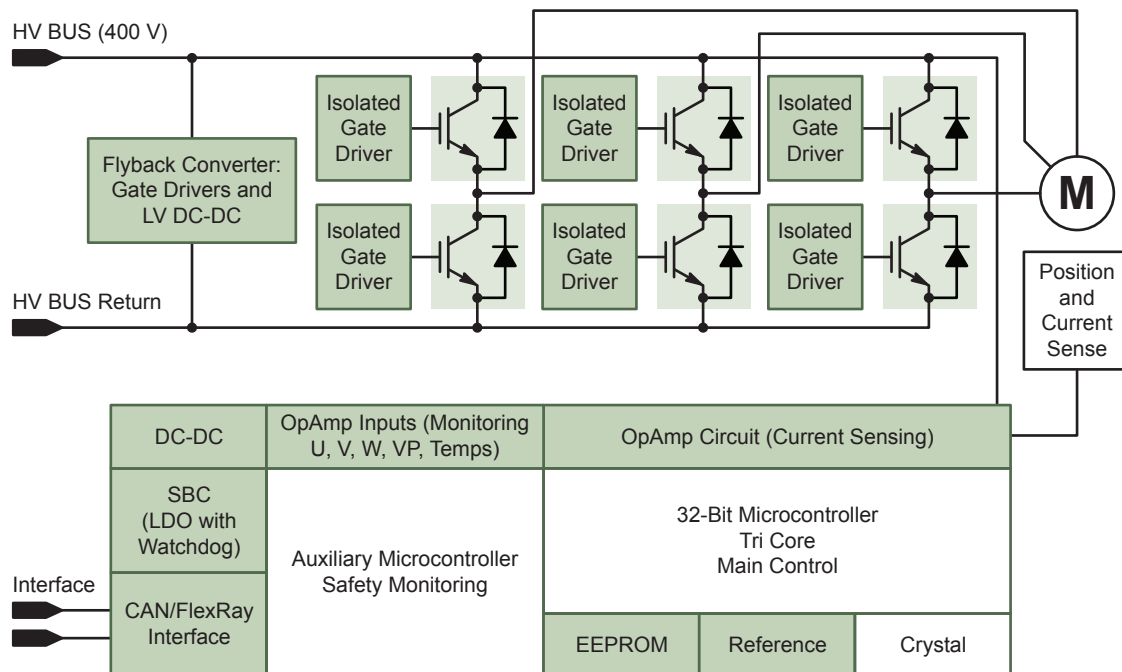 HV BUS (400 V)
Flyback Converter:
Gate Drivers and
LV DC-DC
Isolated
Gate
Driver
Isolated
Gate
Driver
Isolated
Gate
Driver
M
Isolated
Gate
Driver
Isolated
Gate
Driver
Isolated
Gate
Driver
HV BUS Return
Position
and
Current
Sense
DC-DC
OpAmp Inputs (Monitoring
U, V, W, VP, Temps)
OpAmp Circuit (Current Sensing)
SBC
(LDO with
Watchdog)
Auxiliary Microcontroller
Safety Monitoring
32-Bit Microcontroller
Tri Core
Main Control
Interface
CAN/FlexRay
Interface
EEPROM
Reference
Crystal